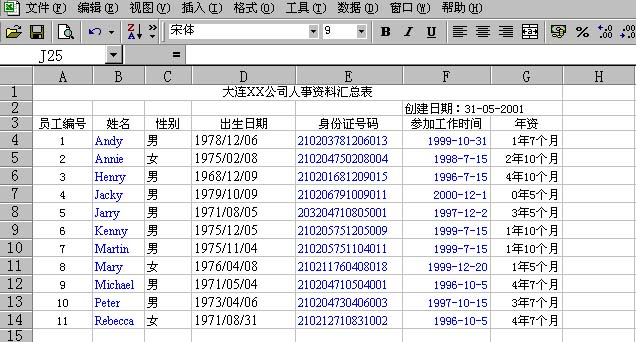 文件(F) 编辑(E) 视图(V) 插入(I) 格式(O) 工具(T) 数据(D) 窗口(W) 帮助(H)
宋体 9 B I U % .00
J25 =
A B C D E F G H
1 大连XX公司人事资料汇总表
2 创建日期:31-05-2001
3 员工编号 姓名 性别 出生日期 身份证号码 参加工作时间 年资
4 1 Andy 男 1978/12/06 210203781206013 1999-10-31 1年7个月
5 2 Annie 女 1975/02/08 210204750208004 1998-7-15 2年10个月
6 3 Henry 男 1968/12/09 210201681209015 1996-7-15 4年10个月
7 4 Jacky 男 1979/10/09 210206791009011 2000-12-1 0年5个月
8 5 Jarry 男 1971/08/05 203204710805001 1997-12-2 3年5个月
9 6 Kenny 男 1975/12/05 210205751205009 1999-7-15 1年10个月
10 7 Martin 男 1975/11/04 210205751104011 1999-7-15 1年10个月
11 8 Mary 女 1976/04/08 210211760408018 1999-12-20 1年5个月
12 9 Michael 男 1971/05/04 210204710504001 1996-10-5 4年7个月
13 10 Peter 男 1973/04/06 210204730406003 1997-10-15 3年7个月
14 11 Rebecca 女 1971/08/31 210212710831002 1996-10-5 4年7个月
15